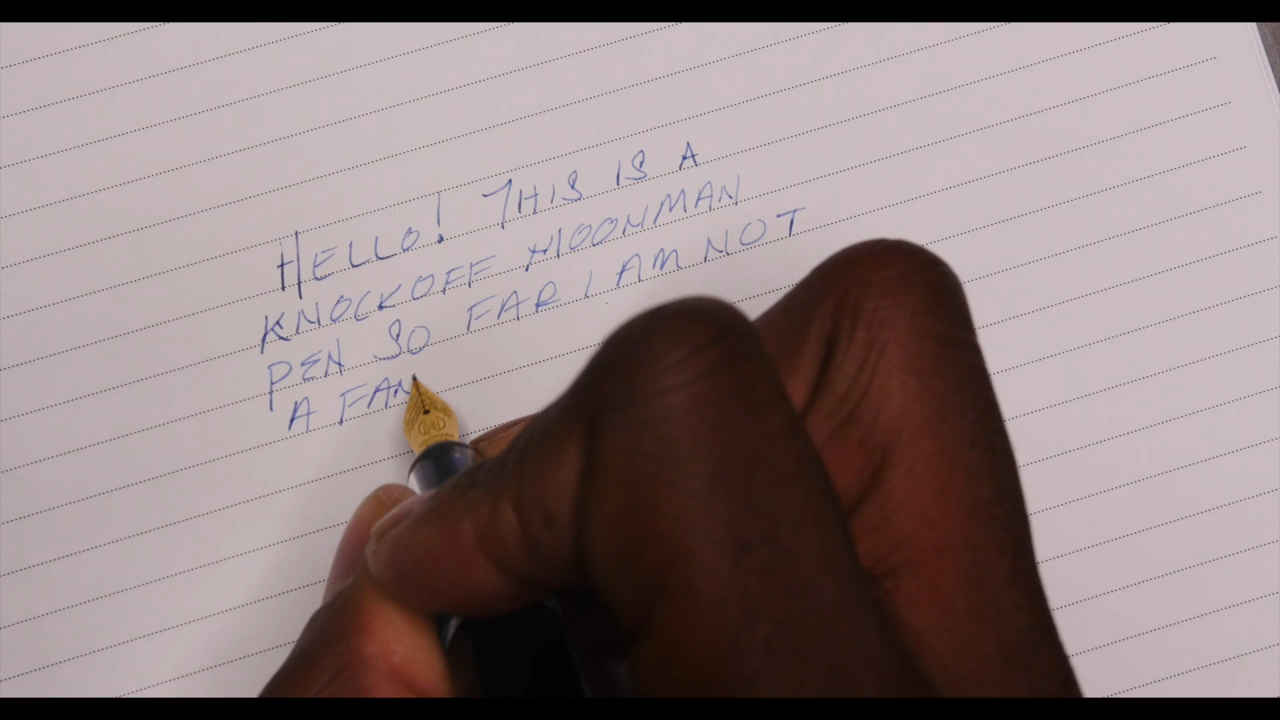 HELLO! THIS IS A
KNOCKOFF MOONMAN
PEN SO FAR I AM NOT
A FAN